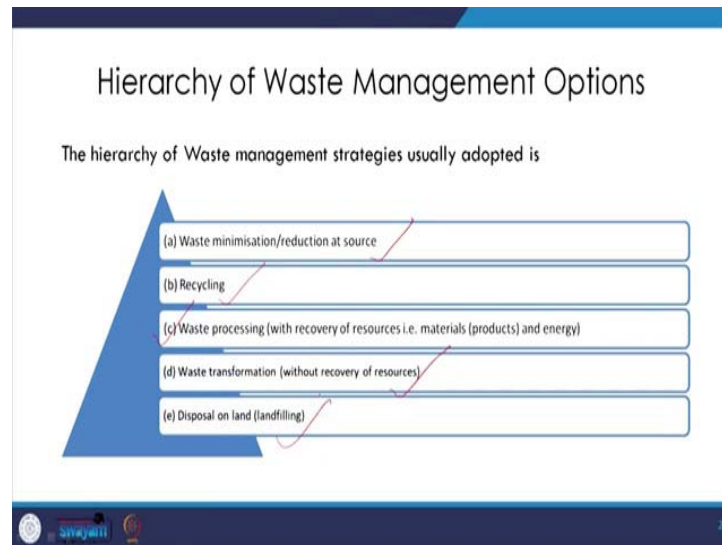 Hierarchy of Waste Management Options
The hierarchy of Waste management strategies usually adopted is
(a) Waste minimisation/reduction at source
(b) Recycling
(c) Waste processing (with recovery of resources i.e. materials (products) and energy)
(d) Waste transformation (without recovery of resources)
(e) Disposal on land (landfilling)
swayam